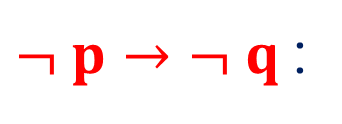 ¬ p → ¬ q :